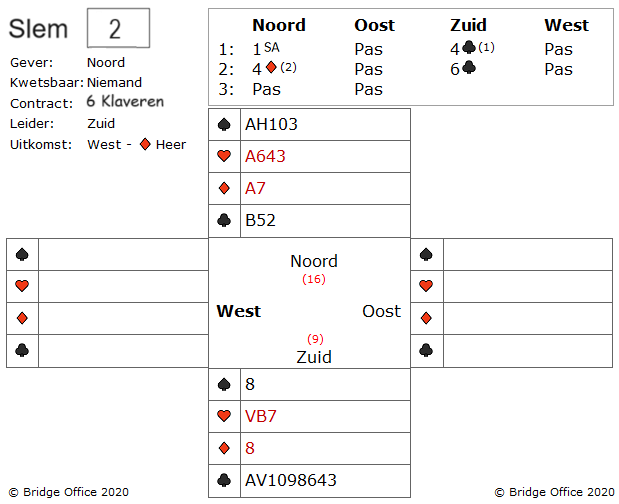 Slem 2
Gever: Noord
Kwetsbaar: Niemand
Contract: 6 Klaveren
Leider: Zuid
Uitkomst: West - ♦ Heer
Noord Oost Zuid West
1: 1SA Pas 4♣(1) Pas
2: 4♦(2) Pas 6♣ Pas
3: Pas Pas
♠ AH103
♥ A643
♦ A7
♣ B52
♠ ♠
♥ ♥
♦ ♦
♣ ♣
Noord
(16)
West Oost
(9)
Zuid
♠ 8
♥ VB7
♦ 8
♣ AV1098643
© Bridge Office 2020 © Bridge Office 2020